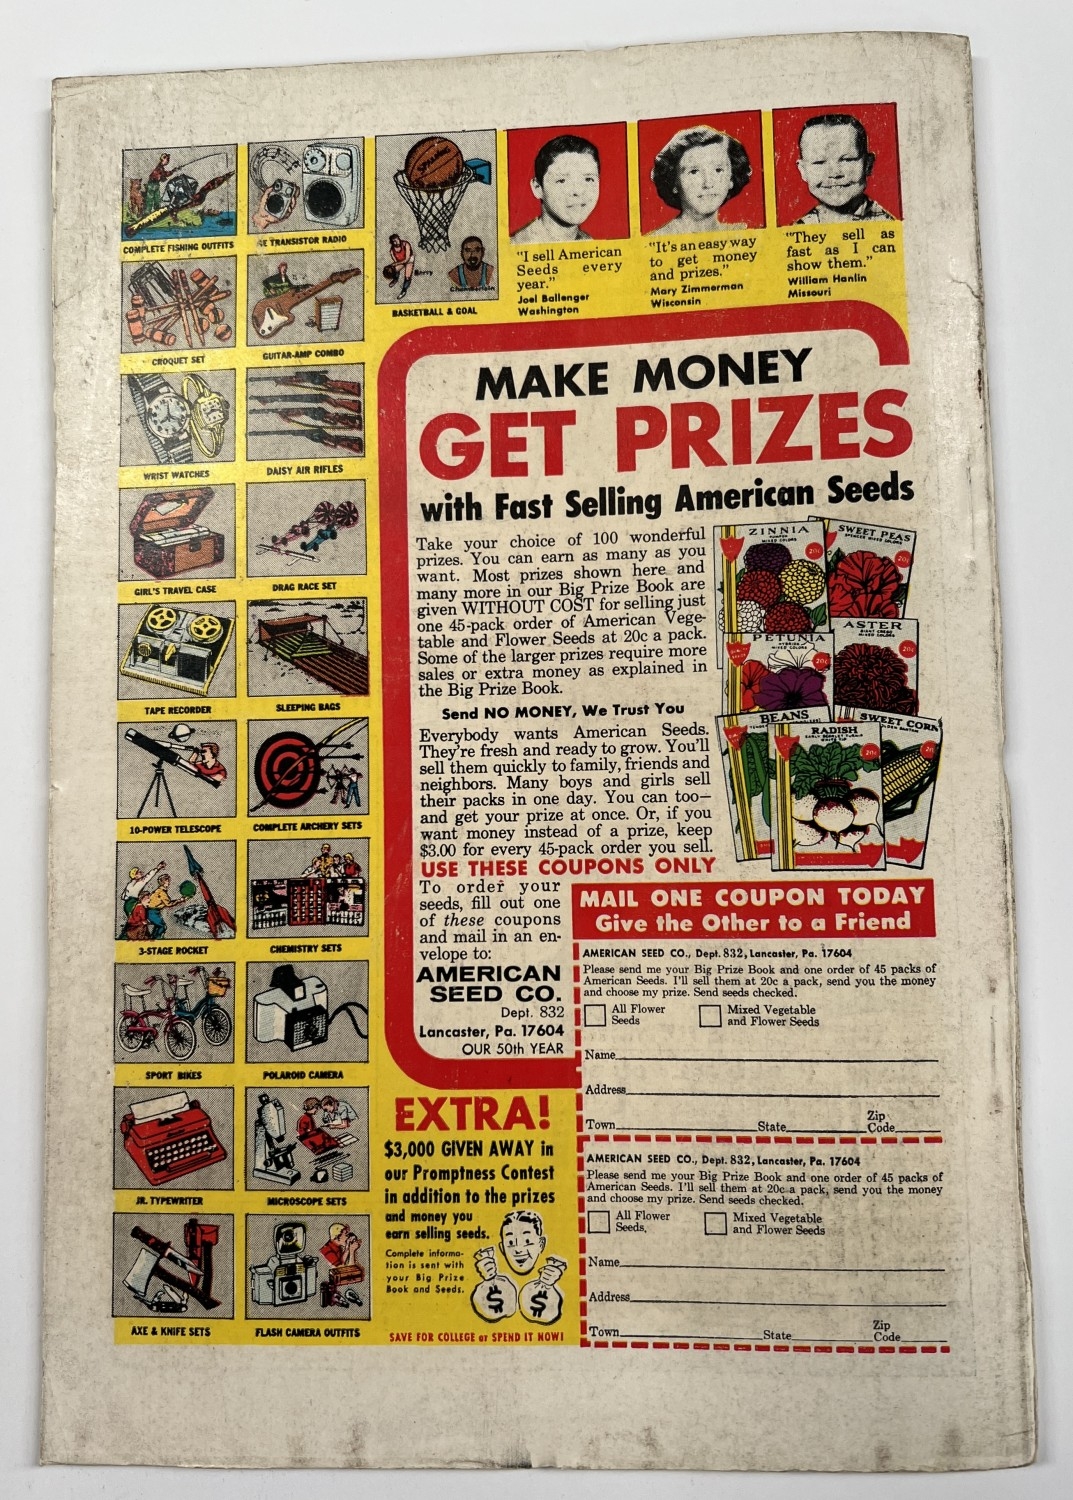 COMPLETE FISHING OUTFITS
GE TRANSISTOR RADIO
CROQUET SET
GUITAR-AMP COMBO
WRIST WATCHES
DAISY AIR RIFLES
GIRL'S TRAVEL CASE
DRAG RACE SET
TAPE RECORDER
SLEEPING BAGS
10-POWER TELESCOPE
COMPLETE ARCHERY SETS
3-STAGE ROCKET
CHEMISTRY SETS
SPORT BIKES
POLAROID CAMERA
JR. TYPEWRITER
MICROSCOPE SETS
AXE & KNIFE SETS
FLASH CAMERA OUTFITS
SPALDING
Barry
Chamberlain
BASKETBALL & GOAL
"I sell American
Seeds every
year."
Joel Ballenger
Washington
"It's an easy way
to get money
and prizes."
Mary Zimmerman
Wisconsin
"They sell as
fast as I can
show them."
William Hanlin
Missouri
MAKE MONEY
GET PRIZES
with Fast Selling American Seeds
Take your choice of 100 wonderful
prizes. You can earn as many as you
want. Most prizes shown here and
many more in our Big Prize Book are
given WITHOUT COST for selling just
one 45-pack order of American Vege-
table and Flower Seeds at 20c a pack.
Some of the larger prizes require more
sales or extra money as explained in
the Big Prize Book.
Send NO MONEY, We Trust You
Everybody wants American Seeds.
They're fresh and ready to grow. You'll
sell them quickly to family, friends and
neighbors. Many boys and girls sell
their packs in one day. You can too—
and get your prize at once. Or, if you
want money instead of a prize, keep
$3.00 for every 45-pack order you sell.
USE THESE COUPONS ONLY
To order your
seeds, fill out one
of these coupons
and mail in an en-
velope to:
AMERICAN
SEED CO.
Dept. 832
Lancaster, Pa. 17604
OUR 50th YEAR
ZINNIA
MIXED COLORS
20c
SWEET PEAS
SPENCER MIXED COLORS
20c
PETUNIA
MIXED COLORS
20c
ASTER
MIXED COLORS
20c
BEANS
RADISH
20c
SWEET CORN
20c
MAIL ONE COUPON TODAY
Give the Other to a Friend
AMERICAN SEED CO., Dept. 832, Lancaster, Pa. 17604
Please send me your Big Prize Book and one order of 45 packs of
American Seeds. I'll sell them at 20c a pack, send you the money
and choose my prize. Send seeds checked.
All Flower
Seeds
Mixed Vegetable
and Flower Seeds
Name
Address
Town State Zip Code
AMERICAN SEED CO., Dept. 832, Lancaster, Pa. 17604
Please send me your Big Prize Book and one order of 45 packs of
American Seeds. I'll sell them at 20c a pack, send you the money
and choose my prize. Send seeds checked.
All Flower
Seeds.
Mixed Vegetable
and Flower Seeds
Name
Address
Town State Zip Code
EXTRA!
$3,000 GIVEN AWAY in
our Promptness Contest
in addition to the prizes
and money you
earn selling seeds.
Complete informa-
tion is sent with
your Big Prize
Book and Seeds.
$ $
SAVE FOR COLLEGE or SPEND IT NOW!